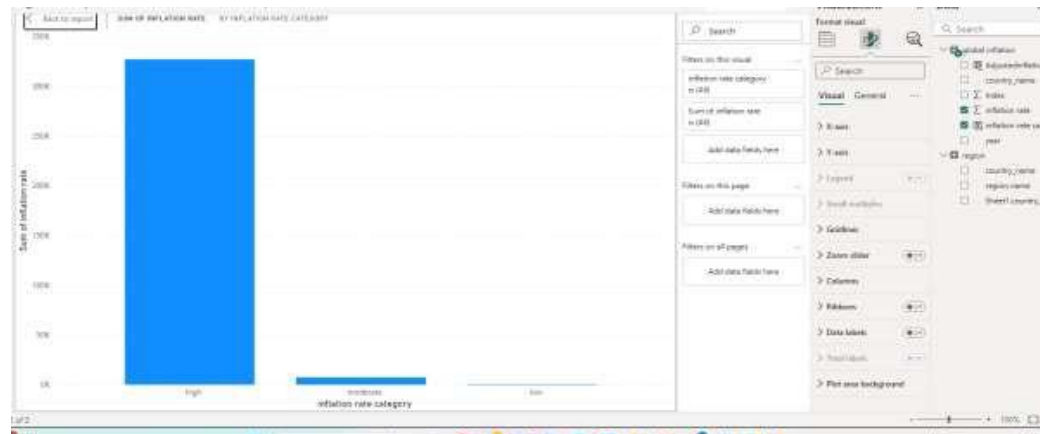 Back to report
SUM OF INFLATION RATE BY INFLATION RATE CATEGORY
350K
300K
250K
200K
150K
100K
50K
0K
Sum of inflation rate
high
moderate
low
inflation rate category
Search
Filters on this visual
inflation rate category
is (All)
Sum of inflation rate
is (All)
Add data fields here
Filters on this page
Add data fields here
Filters on all pages
Add data fields here
Format visual
Search
Visual General
X-axis
Y-axis
Legend
Small multiples
Gridlines
Zoom slider
Columns
Ribbons
Data labels
Total labels
Plot area background
Search
global inflation
country_name
Index
inflation rate
inflation rate ca
year
region
country_name
region name
Sheet1.country_
100%